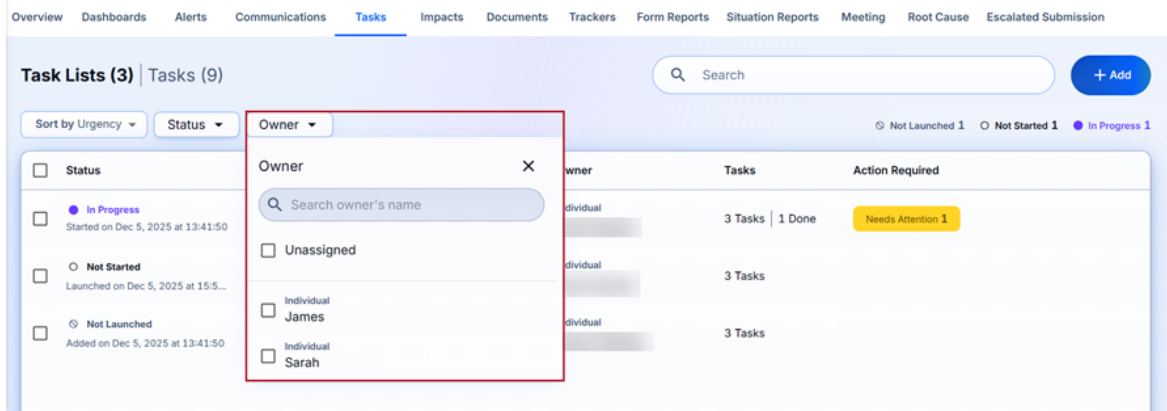 Overview Dashboards Alerts Communications Tasks Impacts Documents Trackers Form Reports Situation Reports Meeting Root Cause Escalated Submission
Task Lists (3) | Tasks (9)
Search
+ Add
Sort by Urgency
Status
Owner
Not Launched 1
Not Started 1
In Progress 1
Status
wner
Tasks
Action Required
In Progress
Started on Dec 5, 2025 at 13:41:50
dividual
3 Tasks | 1 Done
Needs Attention 1
Not Started
Launched on Dec 5, 2025 at 15:5...
dividual
3 Tasks
Not Launched
Added on Dec 5, 2025 at 13:41:50
dividual
3 Tasks
Owner
Search owner's name
Unassigned
Individual
James
Individual
Sarah